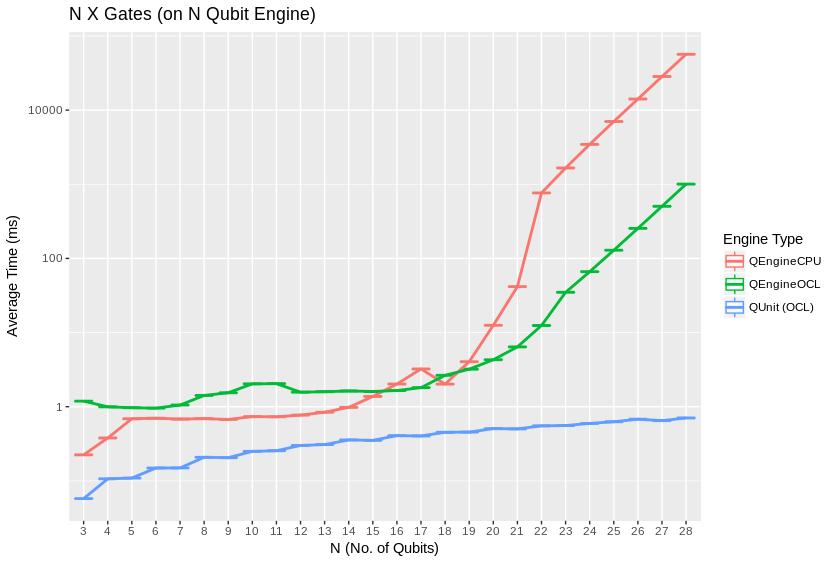 N X Gates (on N Qubit Engine)
Average Time (ms)
10000
100
1
3 4 5 6 7 8 9 10 11 12 13 14 15 16 17 18 19 20 21 22 23 24 25 26 27 28
N (No. of Qubits)
Engine Type
QEngineCPU
QEngineOCL
QUnit (OCL)